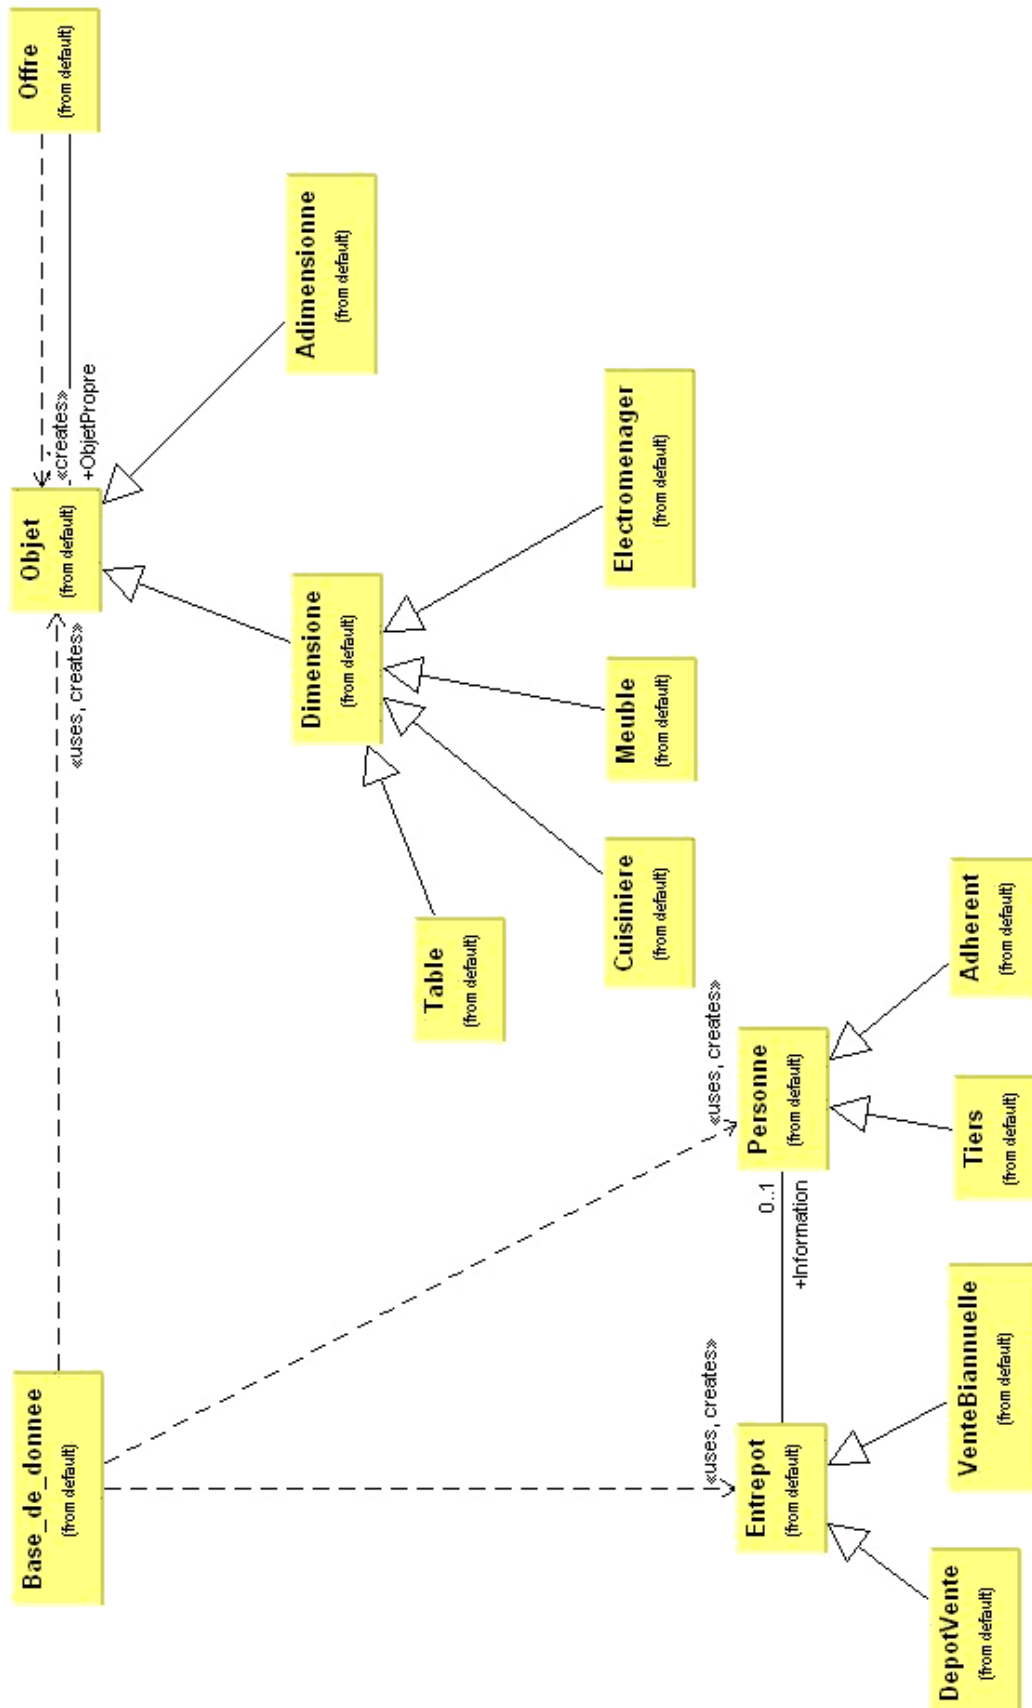 Base_de_donnee
(from default)
«uses, creates»
Objet
(from default)
«creates»
+ObjetPropre
Offre
(from default)
Adimensionne
(from default)
Dimensione
(from default)
Table
(from default)
Cuisiniere
(from default)
Meuble
(from default)
Electromenager
(from default)
«uses, creates»
Entrepot
(from default)
0..1
+Information
«uses, creates»
Personne
(from default)
DepotVente
(from default)
VenteBiannuelle
(from default)
Tiers
(from default)
Adherent
(from default)